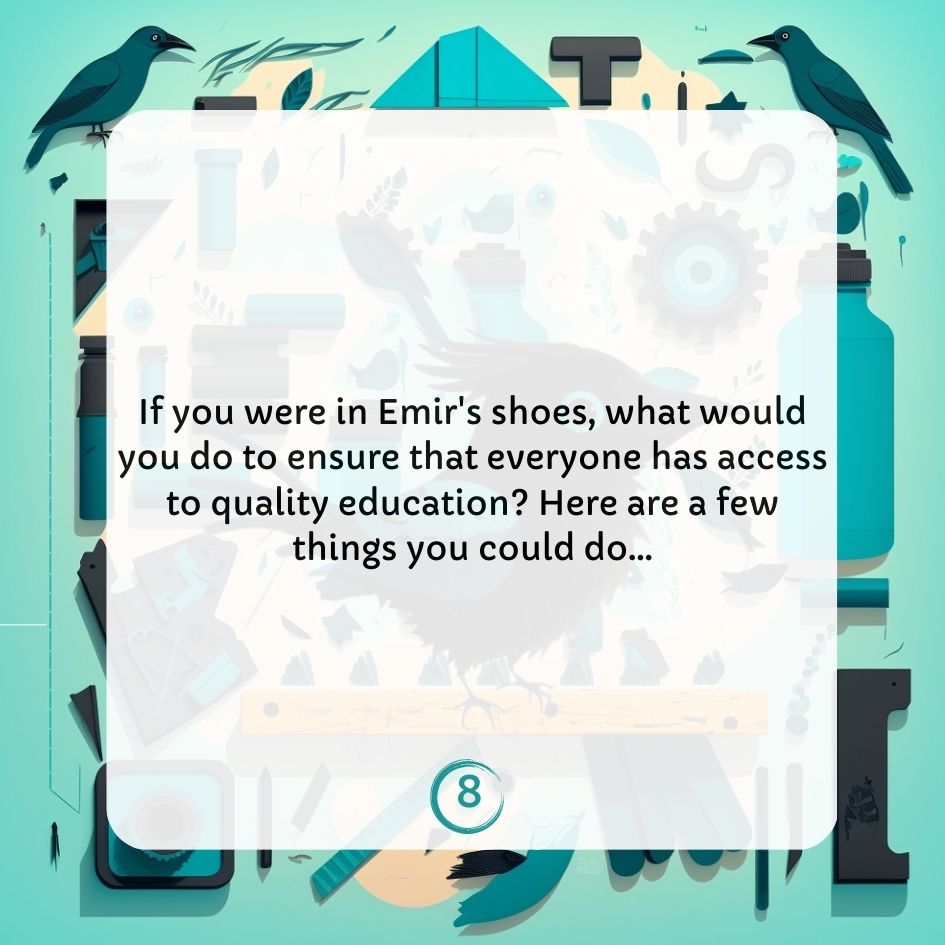 If you were in Emir's shoes, what would
you do to ensure that everyone has access
to quality education? Here are a few
things you could do...
8